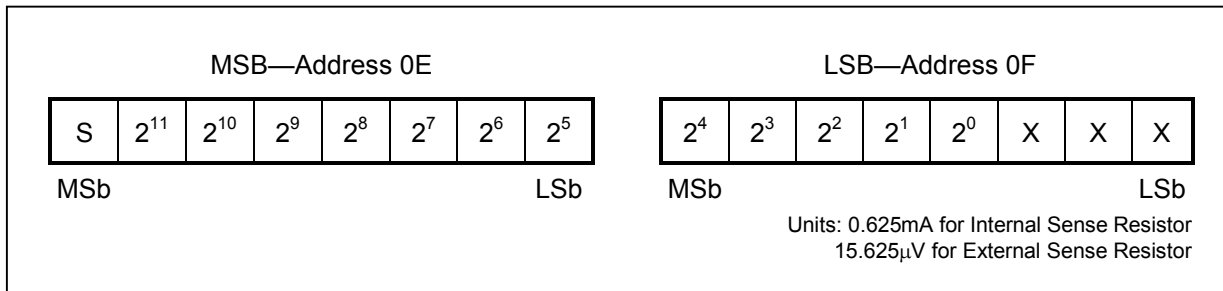 MSB—Address 0E
LSB—Address 0F
S 2^11 2^10 2^9 2^8 2^7 2^6 2^5
2^4 2^3 2^2 2^1 2^0 X X X
MSb LSb
MSb LSb
Units: 0.625mA for Internal Sense Resistor
15.625μV for External Sense Resistor